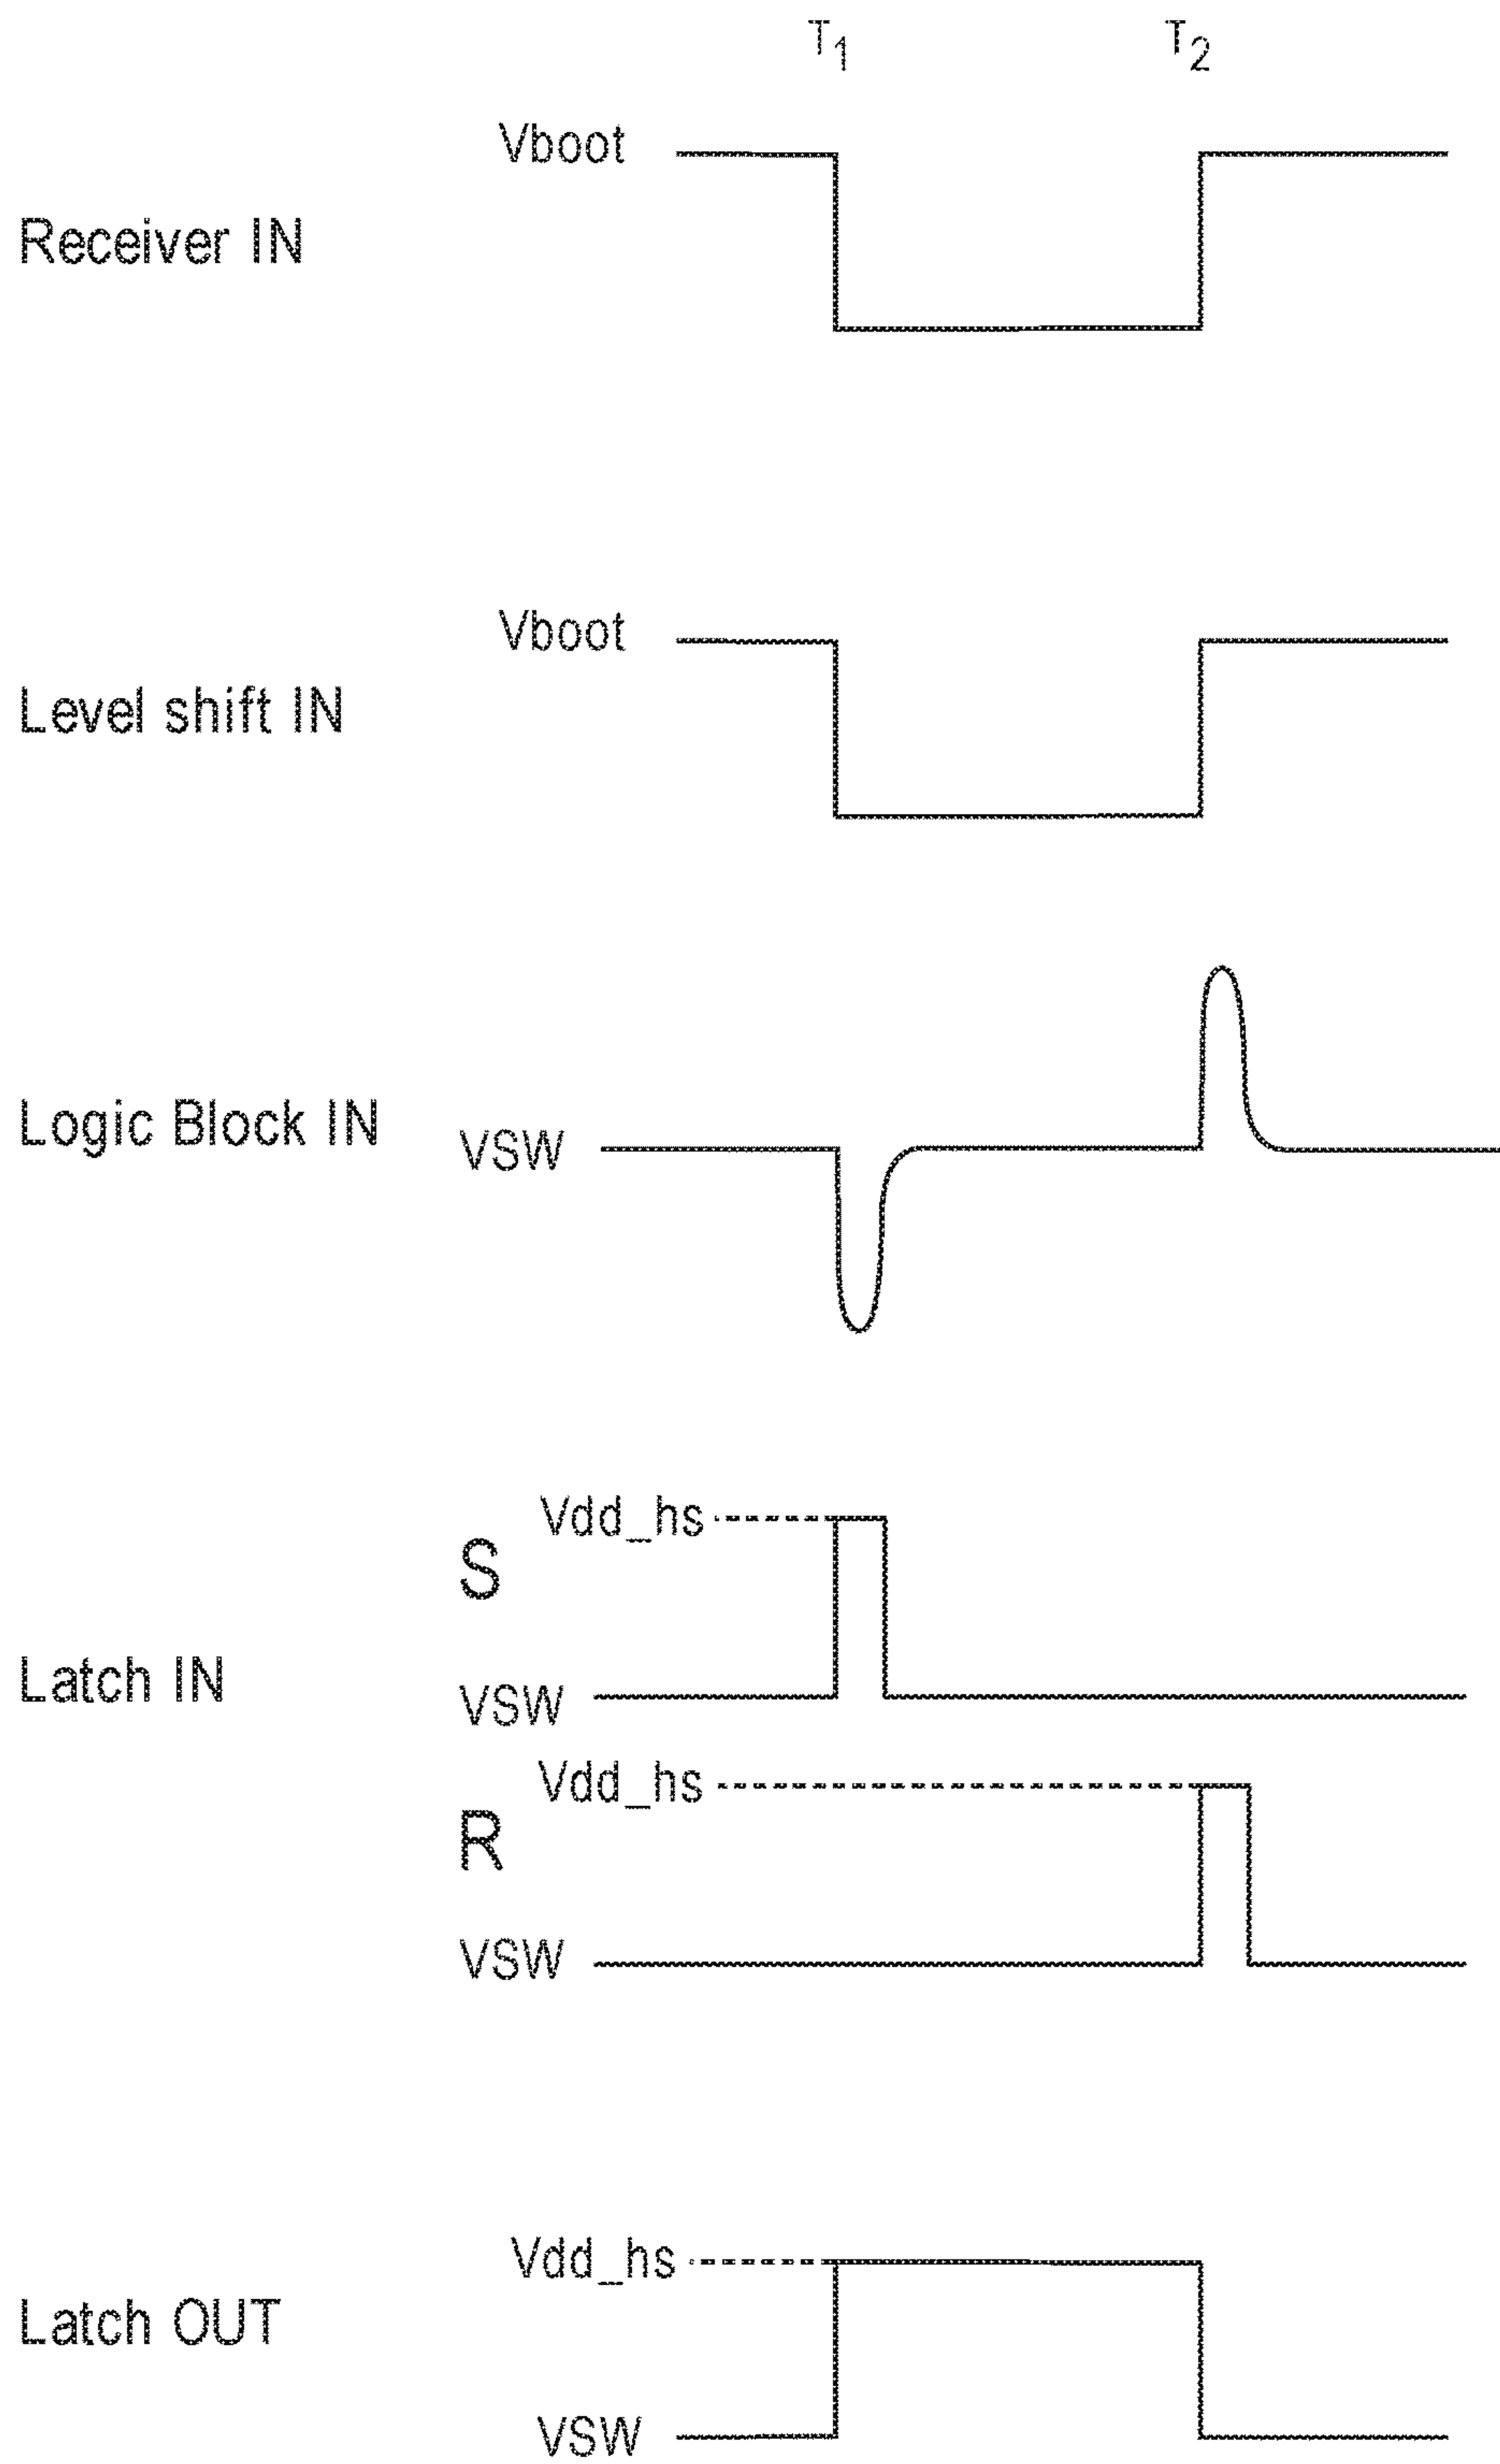 T1 T2
Vboot
Receiver IN
Vboot
Level shift IN
Logic Block IN
VSW
Vdd_hs
S
Latch IN
VSW
Vdd_hs
R
VSW
Vdd_hs
Latch OUT
VSW